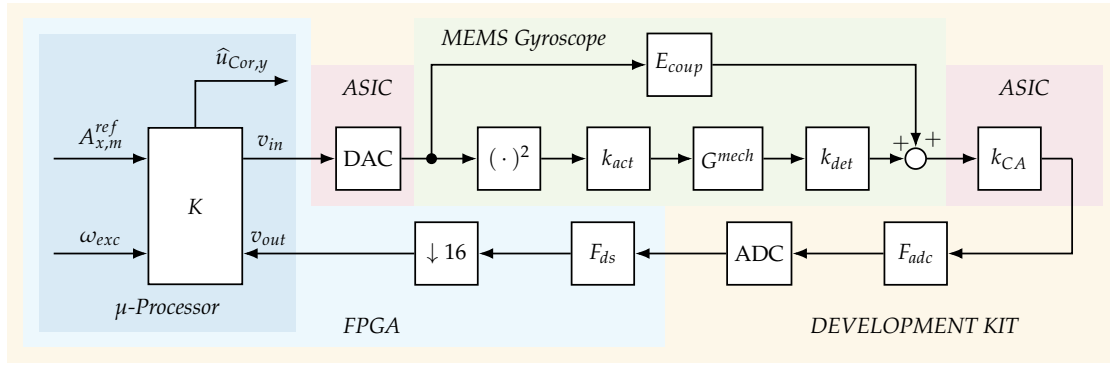 MEMS Gyroscope
û_{Cor,y}
E_{coup}
ASIC
ASIC
A_{x,m}^{ref}
v_{in}
+ +
DAC
( · )²
k_{act}
G^{mech}
k_{det}
k_{CA}
K
ω_{exc}
v_{out}
↓ 16
F_{ds}
ADC
F_{adc}
μ-Processor
FPGA
DEVELOPMENT KIT